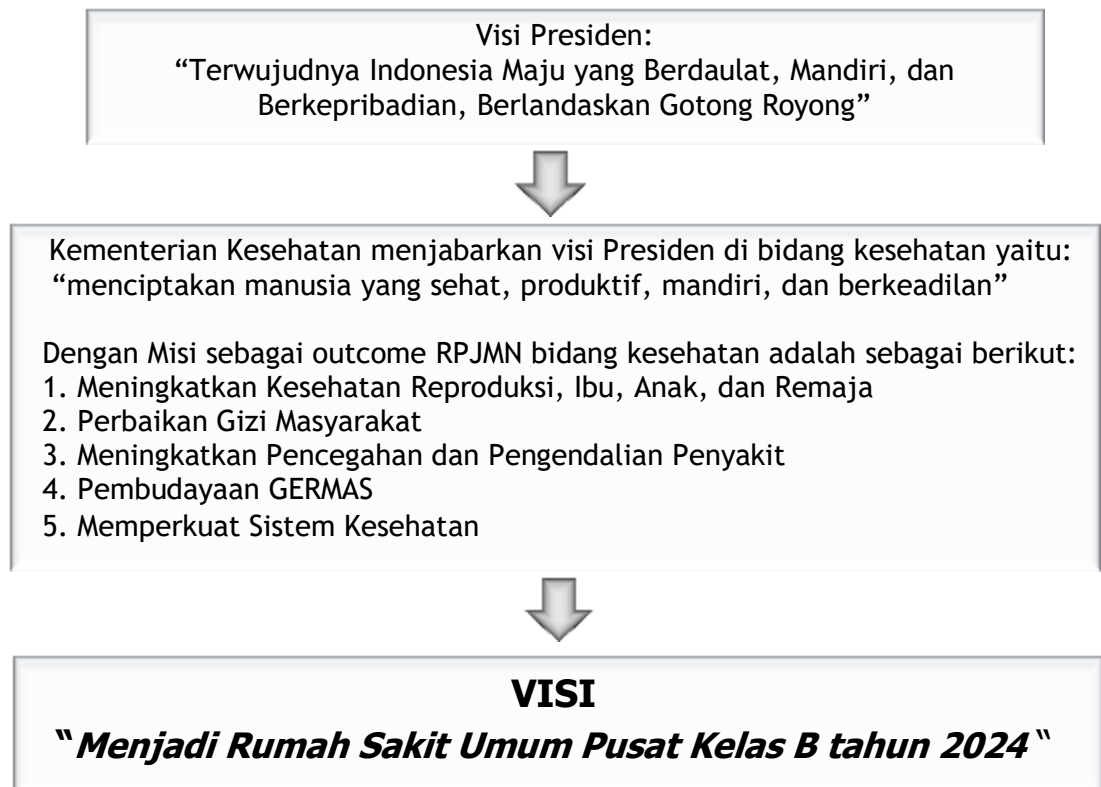 Visi Presiden:
“Terwujudnya Indonesia Maju yang Berdaulat, Mandiri, dan
Berkepribadian, Berlandaskan Gotong Royong”
Kementerian Kesehatan menjabarkan visi Presiden di bidang kesehatan yaitu:
“menciptakan manusia yang sehat, produktif, mandiri, dan berkeadilan”
Dengan Misi sebagai outcome RPJMN bidang kesehatan adalah sebagai berikut:
1. Meningkatkan Kesehatan Reproduksi, Ibu, Anak, dan Remaja
2. Perbaikan Gizi Masyarakat
3. Meningkatkan Pencegahan dan Pengendalian Penyakit
4. Pembudayaan GERMAS
5. Memperkuat Sistem Kesehatan
VISI
“Menjadi Rumah Sakit Umum Pusat Kelas B tahun 2024“